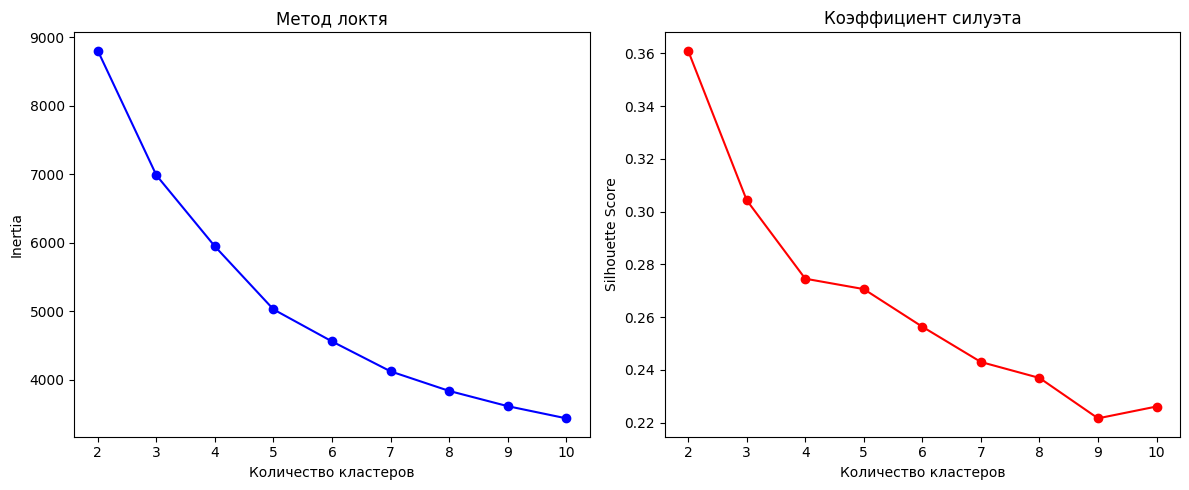 Метод локтя
9000
8000
7000
6000
5000
4000
Inertia
2 3 4 5 6 7 8 9 10
Количество кластеров
Коэффициент силуэта
0.36
0.34
0.32
0.30
0.28
0.26
0.24
0.22
Silhouette Score
2 3 4 5 6 7 8 9 10
Количество кластеров